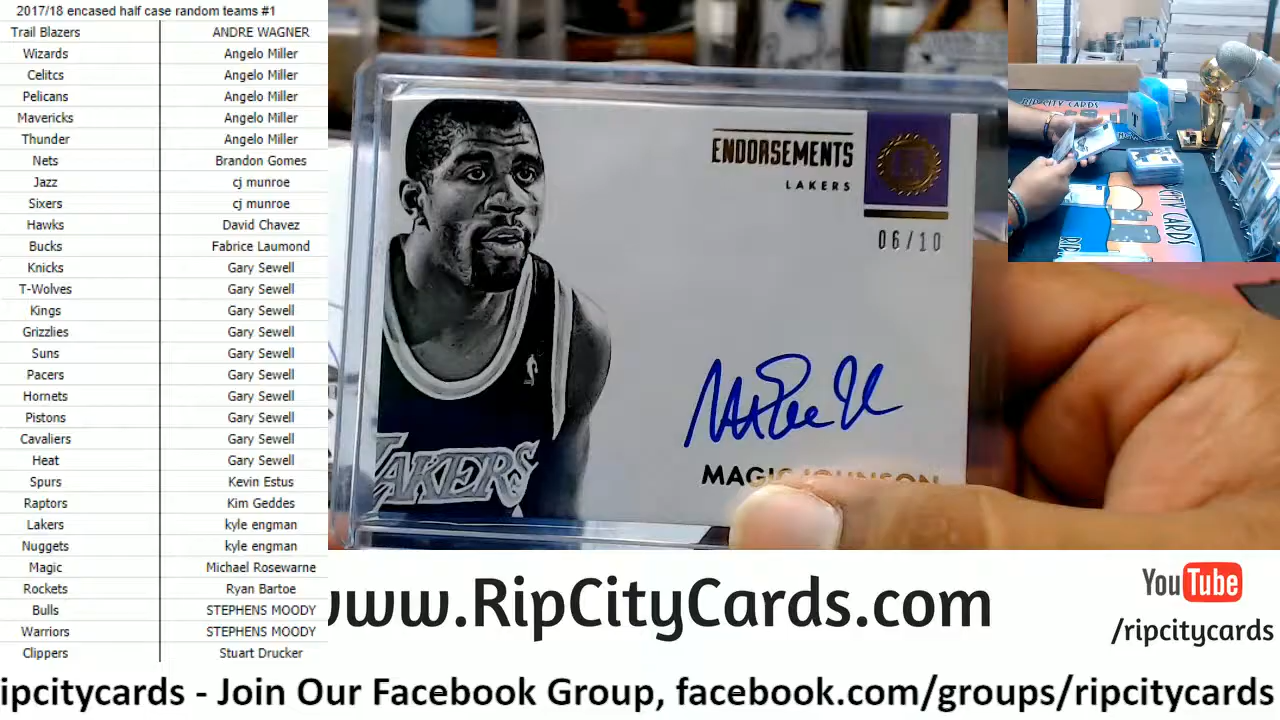 2017/18 encased half case random teams #1
Trail Blazers ANDRE WAGNER
Wizards Angelo Miller
Celitcs Angelo Miller
Pelicans Angelo Miller
Mavericks Angelo Miller
Thunder Angelo Miller
Nets Brandon Gomes
Jazz cj munroe
Sixers cj munroe
Hawks David Chavez
Bucks Fabrice Laumond
Knicks Gary Sewell
T-Wolves Gary Sewell
Kings Gary Sewell
Grizzlies Gary Sewell
Suns Gary Sewell
Pacers Gary Sewell
Hornets Gary Sewell
Pistons Gary Sewell
Cavaliers Gary Sewell
Heat Gary Sewell
Spurs Kevin Estus
Raptors Kim Geddes
Lakers kyle engman
Nuggets kyle engman
Magic Michael Rosewarne
Rockets Ryan Bartoe
Bulls STEPHENS MOODY
Warriors STEPHENS MOODY
Clippers Stuart Drucker
ENDORSEMENTS
LAKERS
06/10
MAGIC JOHNSON
LAKERS
CITY CARDS
CITY CARDS
www.RipCityCards.com
YouTube
/ripcitycards
ipcitycards - Join Our Facebook Group, facebook.com/groups/ripcitycards